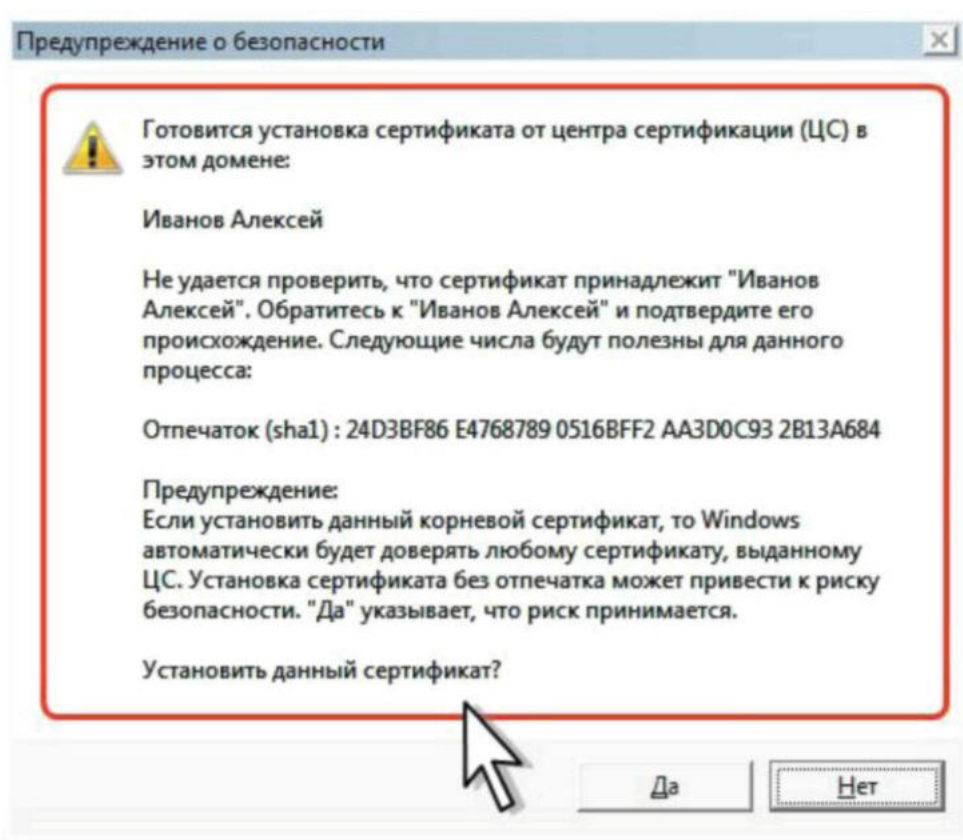 Предупреждение о безопасности
Готовится установка сертификата от центра сертификации (ЦС) в
этом домене:
Иванов Алексей
Не удается проверить, что сертификат принадлежит "Иванов
Алексей". Обратитесь к "Иванов Алексей" и подтвердите его
происхождение. Следующие числа будут полезны для данного
процесса:
Отпечаток (sha1) : 24D3BF86 E4768789 0516BFF2 AA3D0C93 2B13A684
Предупреждение:
Если установить данный корневой сертификат, то Windows
автоматически будет доверять любому сертификату, выданному
ЦС. Установка сертификата без отпечатка может привести к риску
безопасности. "Да" указывает, что риск принимается.
Установить данный сертификат?
Да
Нет